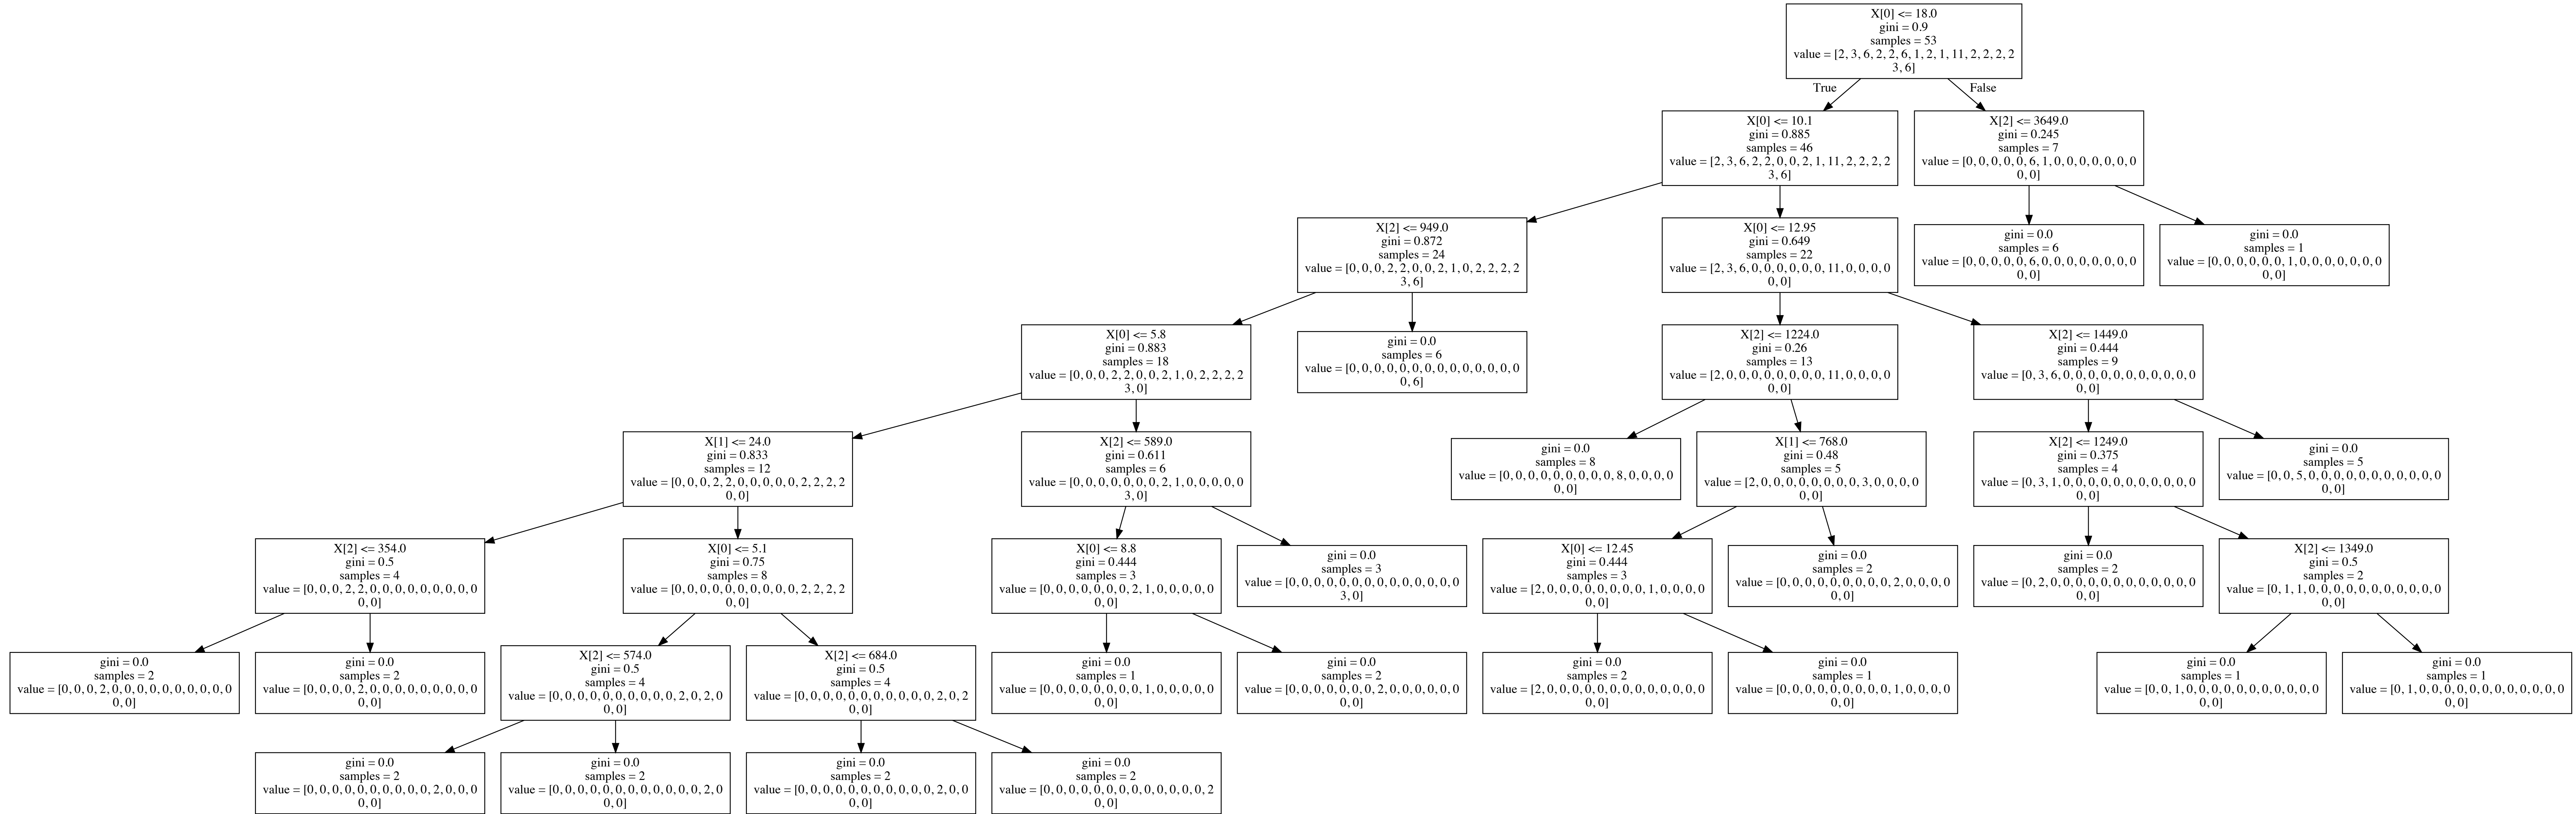 X[0] <= 18.0
gini = 0.9
samples = 53
value = [2, 3, 6, 2, 2, 6, 1, 2, 1, 11, 2, 2, 2, 2
3, 6]
True
False
X[0] <= 10.1
gini = 0.885
samples = 46
value = [2, 3, 6, 2, 2, 0, 0, 2, 1, 11, 2, 2, 2, 2
3, 6]
X[2] <= 3649.0
gini = 0.245
samples = 7
value = [0, 0, 0, 0, 0, 6, 1, 0, 0, 0, 0, 0, 0, 0
0, 0]
X[2] <= 949.0
gini = 0.872
samples = 24
value = [0, 0, 0, 2, 2, 0, 0, 2, 1, 0, 2, 2, 2, 2
3, 6]
X[0] <= 12.95
gini = 0.649
samples = 22
value = [2, 3, 6, 0, 0, 0, 0, 0, 0, 11, 0, 0, 0, 0
0, 0]
gini = 0.0
samples = 6
value = [0, 0, 0, 0, 0, 6, 0, 0, 0, 0, 0, 0, 0, 0
0, 0]
gini = 0.0
samples = 1
value = [0, 0, 0, 0, 0, 0, 1, 0, 0, 0, 0, 0, 0, 0
0, 0]
X[0] <= 5.8
gini = 0.883
samples = 18
value = [0, 0, 0, 2, 2, 0, 0, 2, 1, 0, 2, 2, 2, 2
3, 0]
gini = 0.0
samples = 6
value = [0, 0, 0, 0, 0, 0, 0, 0, 0, 0, 0, 0, 0, 0
0, 6]
X[2] <= 1224.0
gini = 0.26
samples = 13
value = [2, 0, 0, 0, 0, 0, 0, 0, 0, 11, 0, 0, 0, 0
0, 0]
X[2] <= 1449.0
gini = 0.444
samples = 9
value = [0, 3, 6, 0, 0, 0, 0, 0, 0, 0, 0, 0, 0, 0
0, 0]
X[1] <= 24.0
gini = 0.833
samples = 12
value = [0, 0, 0, 2, 2, 0, 0, 0, 0, 0, 2, 2, 2, 2
0, 0]
X[2] <= 589.0
gini = 0.611
samples = 6
value = [0, 0, 0, 0, 0, 0, 0, 2, 1, 0, 0, 0, 0, 0
3, 0]
gini = 0.0
samples = 8
value = [0, 0, 0, 0, 0, 0, 0, 0, 0, 8, 0, 0, 0, 0
0, 0]
X[1] <= 768.0
gini = 0.48
samples = 5
value = [2, 0, 0, 0, 0, 0, 0, 0, 0, 3, 0, 0, 0, 0
0, 0]
X[2] <= 1249.0
gini = 0.375
samples = 4
value = [0, 3, 1, 0, 0, 0, 0, 0, 0, 0, 0, 0, 0, 0
0, 0]
gini = 0.0
samples = 5
value = [0, 0, 5, 0, 0, 0, 0, 0, 0, 0, 0, 0, 0, 0
0, 0]
X[2] <= 354.0
gini = 0.5
samples = 4
value = [0, 0, 0, 2, 2, 0, 0, 0, 0, 0, 0, 0, 0, 0
0, 0]
X[0] <= 5.1
gini = 0.75
samples = 8
value = [0, 0, 0, 0, 0, 0, 0, 0, 0, 0, 2, 2, 2, 2
0, 0]
X[0] <= 8.8
gini = 0.444
samples = 3
value = [0, 0, 0, 0, 0, 0, 0, 2, 1, 0, 0, 0, 0, 0
0, 0]
gini = 0.0
samples = 3
value = [0, 0, 0, 0, 0, 0, 0, 0, 0, 0, 0, 0, 0, 0
3, 0]
X[0] <= 12.45
gini = 0.444
samples = 3
value = [2, 0, 0, 0, 0, 0, 0, 0, 0, 1, 0, 0, 0, 0
0, 0]
gini = 0.0
samples = 2
value = [0, 0, 0, 0, 0, 0, 0, 0, 0, 2, 0, 0, 0, 0
0, 0]
gini = 0.0
samples = 2
value = [0, 2, 0, 0, 0, 0, 0, 0, 0, 0, 0, 0, 0, 0
0, 0]
X[2] <= 1349.0
gini = 0.5
samples = 2
value = [0, 1, 1, 0, 0, 0, 0, 0, 0, 0, 0, 0, 0, 0
0, 0]
gini = 0.0
samples = 2
value = [0, 0, 0, 2, 0, 0, 0, 0, 0, 0, 0, 0, 0, 0
0, 0]
gini = 0.0
samples = 2
value = [0, 0, 0, 0, 2, 0, 0, 0, 0, 0, 0, 0, 0, 0
0, 0]
X[2] <= 574.0
gini = 0.5
samples = 4
value = [0, 0, 0, 0, 0, 0, 0, 0, 0, 0, 2, 0, 2, 0
0, 0]
X[2] <= 684.0
gini = 0.5
samples = 4
value = [0, 0, 0, 0, 0, 0, 0, 0, 0, 0, 0, 2, 0, 2
0, 0]
gini = 0.0
samples = 1
value = [0, 0, 0, 0, 0, 0, 0, 0, 1, 0, 0, 0, 0, 0
0, 0]
gini = 0.0
samples = 2
value = [0, 0, 0, 0, 0, 0, 0, 2, 0, 0, 0, 0, 0, 0
0, 0]
gini = 0.0
samples = 2
value = [2, 0, 0, 0, 0, 0, 0, 0, 0, 0, 0, 0, 0, 0
0, 0]
gini = 0.0
samples = 1
value = [0, 0, 0, 0, 0, 0, 0, 0, 0, 1, 0, 0, 0, 0
0, 0]
gini = 0.0
samples = 1
value = [0, 0, 1, 0, 0, 0, 0, 0, 0, 0, 0, 0, 0, 0
0, 0]
gini = 0.0
samples = 1
value = [0, 1, 0, 0, 0, 0, 0, 0, 0, 0, 0, 0, 0, 0
0, 0]
gini = 0.0
samples = 2
value = [0, 0, 0, 0, 0, 0, 0, 0, 0, 0, 2, 0, 0, 0
0, 0]
gini = 0.0
samples = 2
value = [0, 0, 0, 0, 0, 0, 0, 0, 0, 0, 0, 0, 2, 0
0, 0]
gini = 0.0
samples = 2
value = [0, 0, 0, 0, 0, 0, 0, 0, 0, 0, 0, 2, 0, 0
0, 0]
gini = 0.0
samples = 2
value = [0, 0, 0, 0, 0, 0, 0, 0, 0, 0, 0, 0, 0, 2
0, 0]